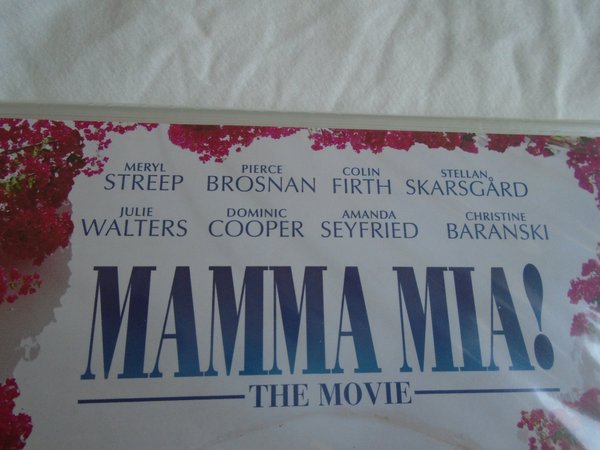 MERYL STREEP PIERCE BROSNAN COLIN FIRTH STELLAN SKARSGÅRD
JULIE WALTERS DOMINIC COOPER AMANDA SEYFRIED CHRISTINE BARANSKI
MAMMA MIA!
THE MOVIE